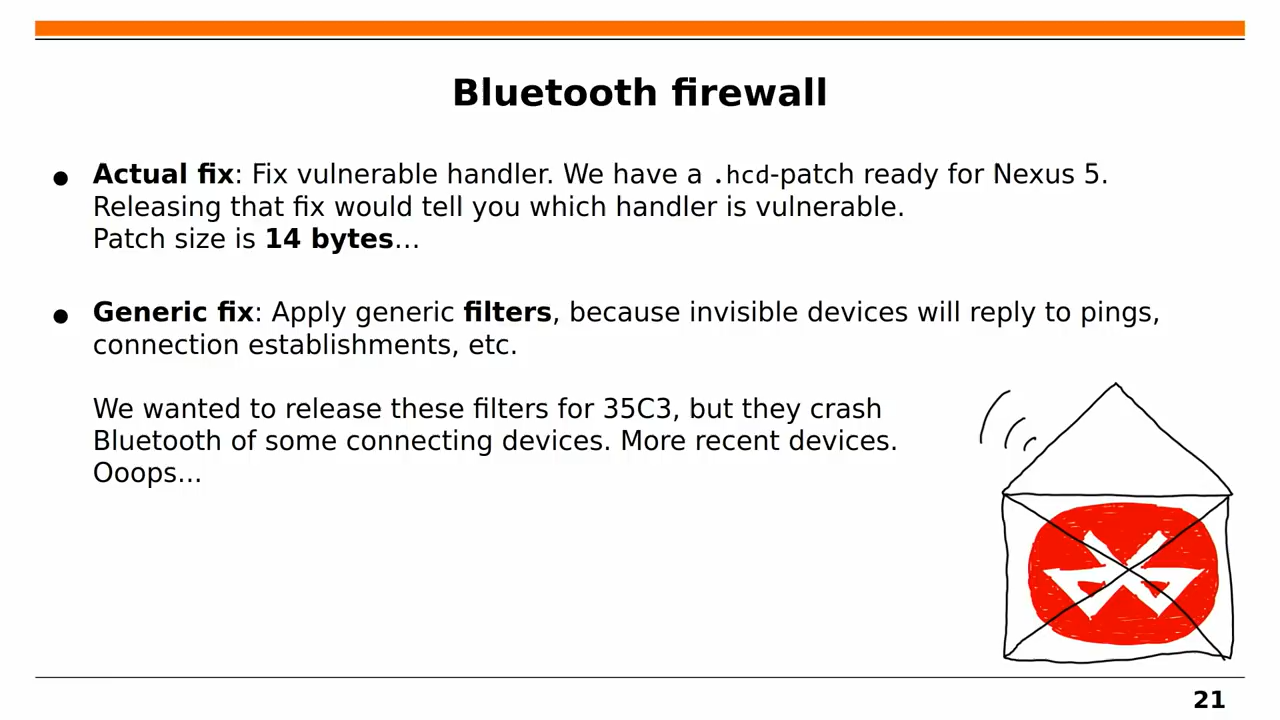 Bluetooth firewall
● Actual fix: Fix vulnerable handler. We have a .hcd-patch ready for Nexus 5.
Releasing that fix would tell you which handler is vulnerable.
Patch size is 14 bytes...
● Generic fix: Apply generic filters, because invisible devices will reply to pings,
connection establishments, etc.
We wanted to release these filters for 35C3, but they crash
Bluetooth of some connecting devices. More recent devices.
Ooops...
21